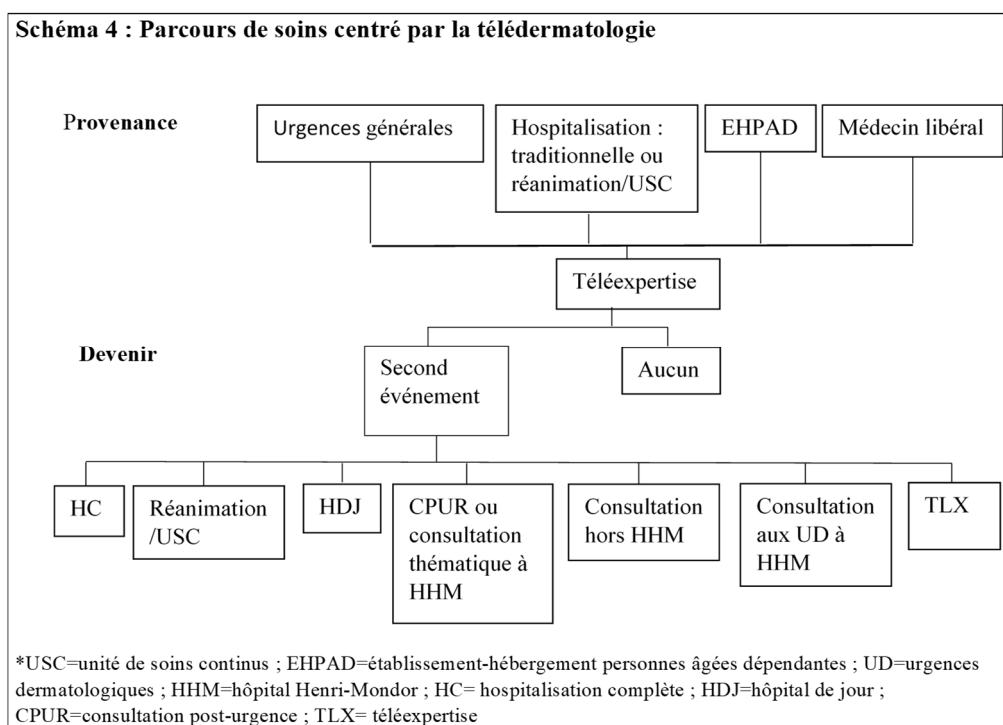 Schéma 4 : Parcours de soins centré par la télédermatologie
Provenance
Urgences générales
Hospitalisation :
traditionnelle ou
réanimation/USC
EHPAD
Médecin libéral
Téléexpertise
Devenir
Second
événement
Aucun
HC
Réanimation
/USC
HDJ
CPUR ou
consultation
thématique à
HHM
Consultation
hors HHM
Consultation
aux UD à
HHM
TLX
*USC=unité de soins continus ; EHPAD=établissement-hébergement personnes âgées dépendantes ; UD=urgences
dermatologiques ; HHM=hôpital Henri-Mondor ; HC= hospitalisation complète ; HDJ=hôpital de jour ;
CPUR=consultation post-urgence ; TLX= téléexpertise